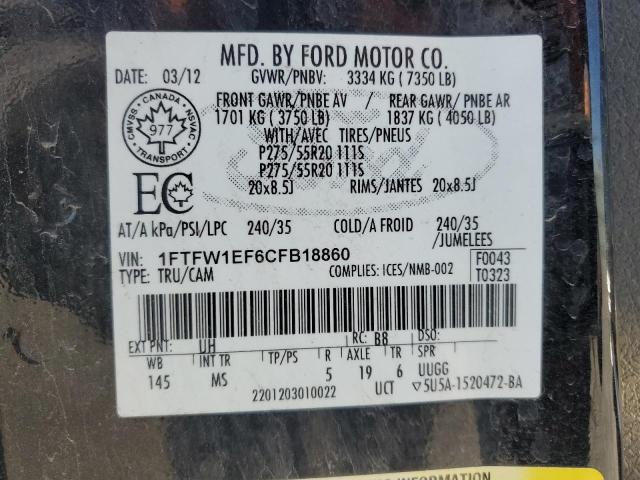 MFD. BY FORD MOTOR CO.
DATE: 03/12 GVWR/PNBV: 3334 KG ( 7350 LB)
FRONT GAWR/PNBE AV / REAR GAWR/ PNBE AR
1701 KG ( 3750 LB) 1837 KG ( 4050 LB)
WITH/AVEC TIRES/PNEUS
P275/55R20 111S
P275/55R20 111S
20x8.5J RIMS/JANTES 20x8.5J
CMVSS • CANADA • NSVAC
977
TRANSPORT
EC
AT/A kPa/PSI/LPC 240/35 COLD/A FROID 240/35
/JUMELEES
VIN: 1FTFW1EF6CFB18860 F0043
TYPE: TRU/CAM COMPLIES: ICES/NMB-002 T0323
EXT PNT: UH RC: B8 DSO:
WB INT TR TP/PS R AXLE TR SPR
145 MS 5 19 6 UUGG
2201203010022 UCT ▽5U5A-1520472-BA
INFORMATION